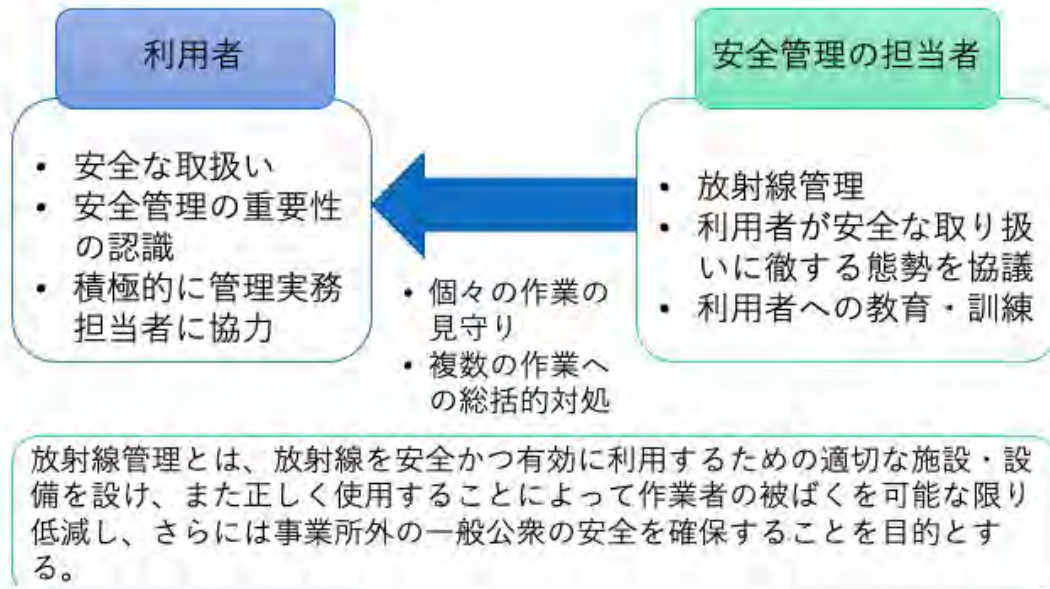 利用者
• 安全な取扱い
• 安全管理の重要性
の認識
• 積極的に管理実務
担当者に協力
• 個々の作業の
見守り
• 複数の作業へ
の総括的対処
安全管理の担当者
• 放射線管理
• 利用者が安全な取り扱
いに徹する態勢を協議
• 利用者への教育・訓練
放射線管理とは、放射線を安全かつ有効に利用するための適切な施設・設
備を設け、また正しく使用することによって作業者の被ばくを可能な限り
低減し、さらには事業所外の一般公衆の安全を確保することを目的とす
る。